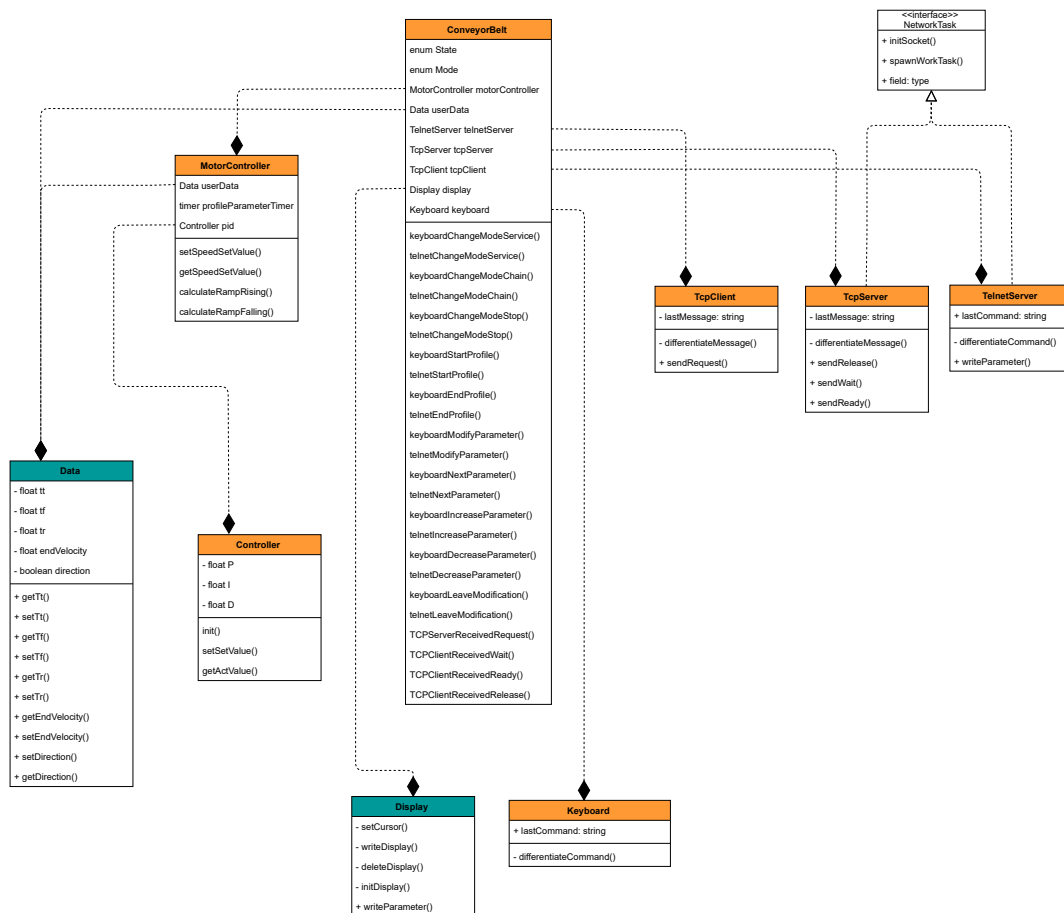 ConveyorBelt
enum State
enum Mode
MotorController motorController
Data userData
TelnetServer telnetServer
TcpServer tcpServer
TcpClient tcpClient
Display display
Keyboard keyboard
keyboardChangeModeService()
telnetChangeModeService()
keyboardChangeModeChain()
telnetChangeModeChain()
keyboardChangeModeStop()
telnetChangeModeStop()
keyboardStartProfile()
telnetStartProfile()
keyboardEndProfile()
telnetEndProfile()
keyboardModifyParameter()
telnetModifyParameter()
keyboardNextParameter()
telnetNextParameter()
keyboardIncreaseParameter()
telnetIncreaseParameter()
keyboardDecreaseParameter()
telnetDecreaseParameter()
keyboardLeaveModification()
telnetLeaveModification()
TCPServerReceivedRequest()
TCPClientReceivedWait()
TCPClientReceivedReady()
TCPClientReceivedRelease()
<<interface>>
NetworkTask
+ initSocket()
+ spawnWorkTask()
+ field: type
MotorController
Data userData
timer profileParameterTimer
Controller pid
setSpeedSetValue()
getSpeedSetValue()
calculateRampRising()
calculateRampFalling()
TcpClient
- lastMessage: string
- differentiateMessage()
+ sendRequest()
TcpServer
- lastMessage: string
- differentiateMessage()
+ sendRelease()
+ sendWait()
+ sendReady()
TelnetServer
+ lastCommand: string
- differentiateCommand()
+ writeParameter()
Data
- float tt
- float tf
- float tr
- float endVelocity
- boolean direction
+ getTt()
+ setTt()
+ getTf()
+ setTf()
+ getTr()
+ setTr()
+ getEndVelocity()
+ setEndVelocity()
+ setDirection()
+ getDirection()
Controller
- float P
- float I
- float D
init()
setSetValue()
getActValue()
Display
- setCursor()
- writeDisplay()
- deleteDisplay()
- initDisplay()
+ writeParameter()
Keyboard
+ lastCommand: string
- differentiateCommand()